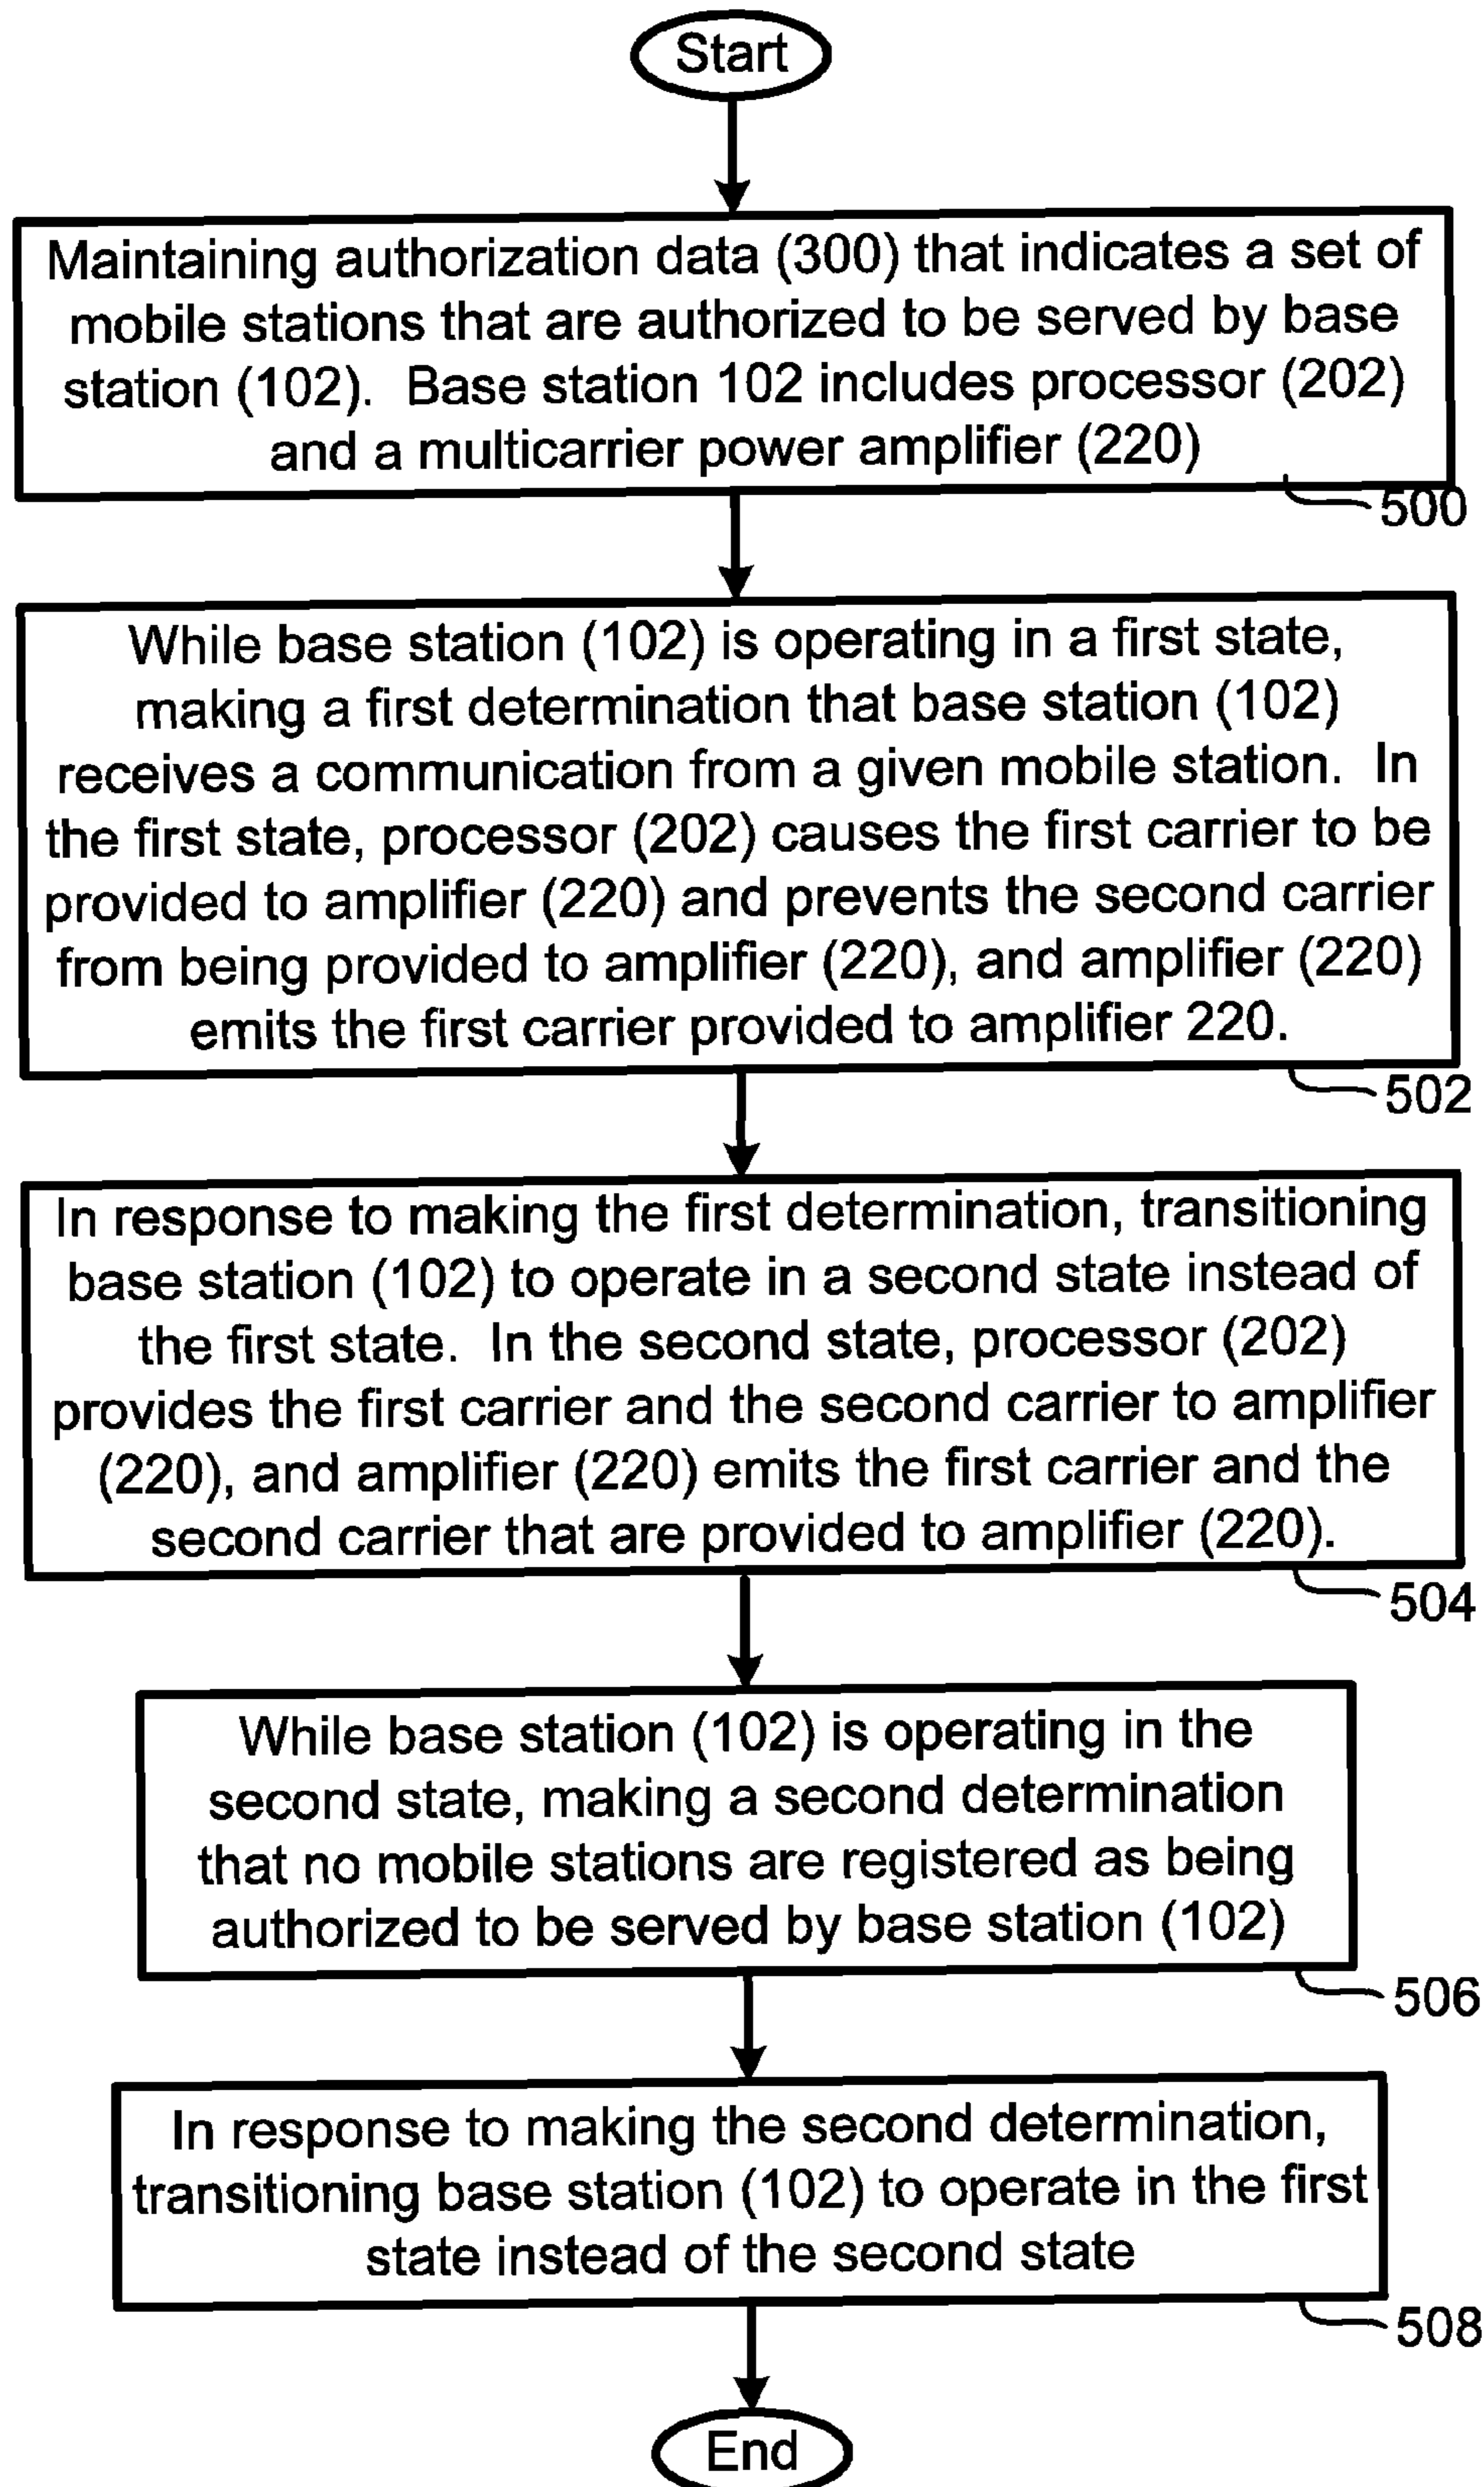 Start
Maintaining authorization data (300) that indicates a set of
mobile stations that are authorized to be served by base
station (102).  Base station 102 includes processor (202)
and a multicarrier power amplifier (220)
500
While base station (102) is operating in a first state,
making a first determination that base station (102)
receives a communication from a given mobile station.  In
the first state, processor (202) causes the first carrier to be
provided to amplifier (220) and prevents the second carrier
from being provided to amplifier (220), and amplifier (220)
emits the first carrier provided to amplifier 220.
502
In response to making the first determination, transitioning
base station (102) to operate in a second state instead of
the first state.  In the second state, processor (202)
provides the first carrier and the second carrier to amplifier
(220), and amplifier (220) emits the first carrier and the
second carrier that are provided to amplifier (220).
504
While base station (102) is operating in the
second state, making a second determination
that no mobile stations are registered as being
authorized to be served by base station (102)
506
In response to making the second determination,
transitioning base station (102) to operate in the first
state instead of the second state
508
End